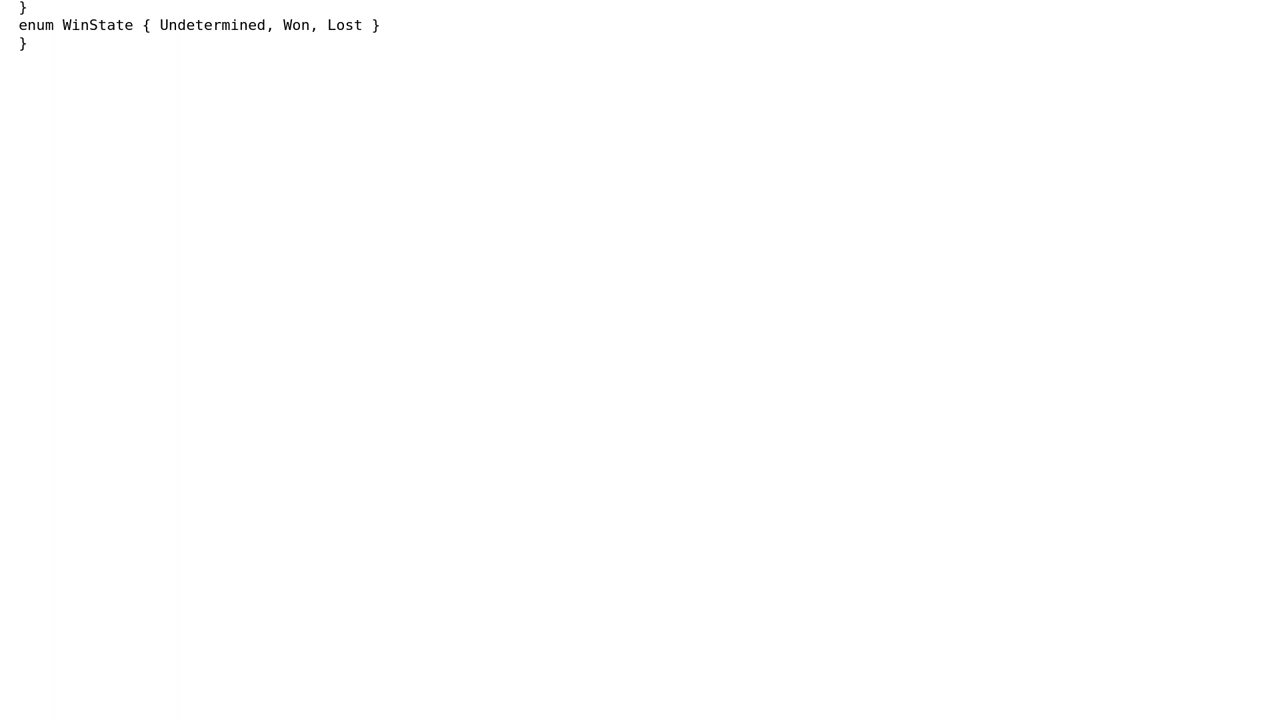 }
enum WinState { Undetermined, Won, Lost }
}